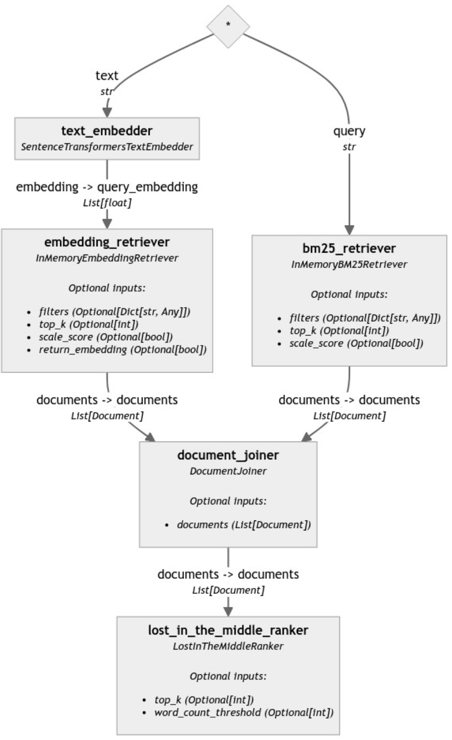 *
text
str
query
str
text_embedder
SentenceTransformersTextEmbedder
embedding -> query_embedding
List[float]
embedding_retriever
InMemoryEmbeddingRetriever
Optional inputs:
• filters (Optional[Dict[str, Any]])
• top_k (Optional[int])
• scale_score (Optional[bool])
• return_embedding (Optional[bool])
bm25_retriever
InMemoryBM25Retriever
Optional inputs:
• filters (Optional[Dict[str, Any]])
• top_k (Optional[int])
• scale_score (Optional[bool])
documents -> documents
List[Document]
documents -> documents
List[Document]
document_joiner
DocumentJoiner
Optional inputs:
• documents (List[Document])
documents -> documents
List[Document]
lost_in_the_middle_ranker
LostInTheMiddleRanker
Optional inputs:
• top_k (Optional[int])
• word_count_threshold (Optional[int])